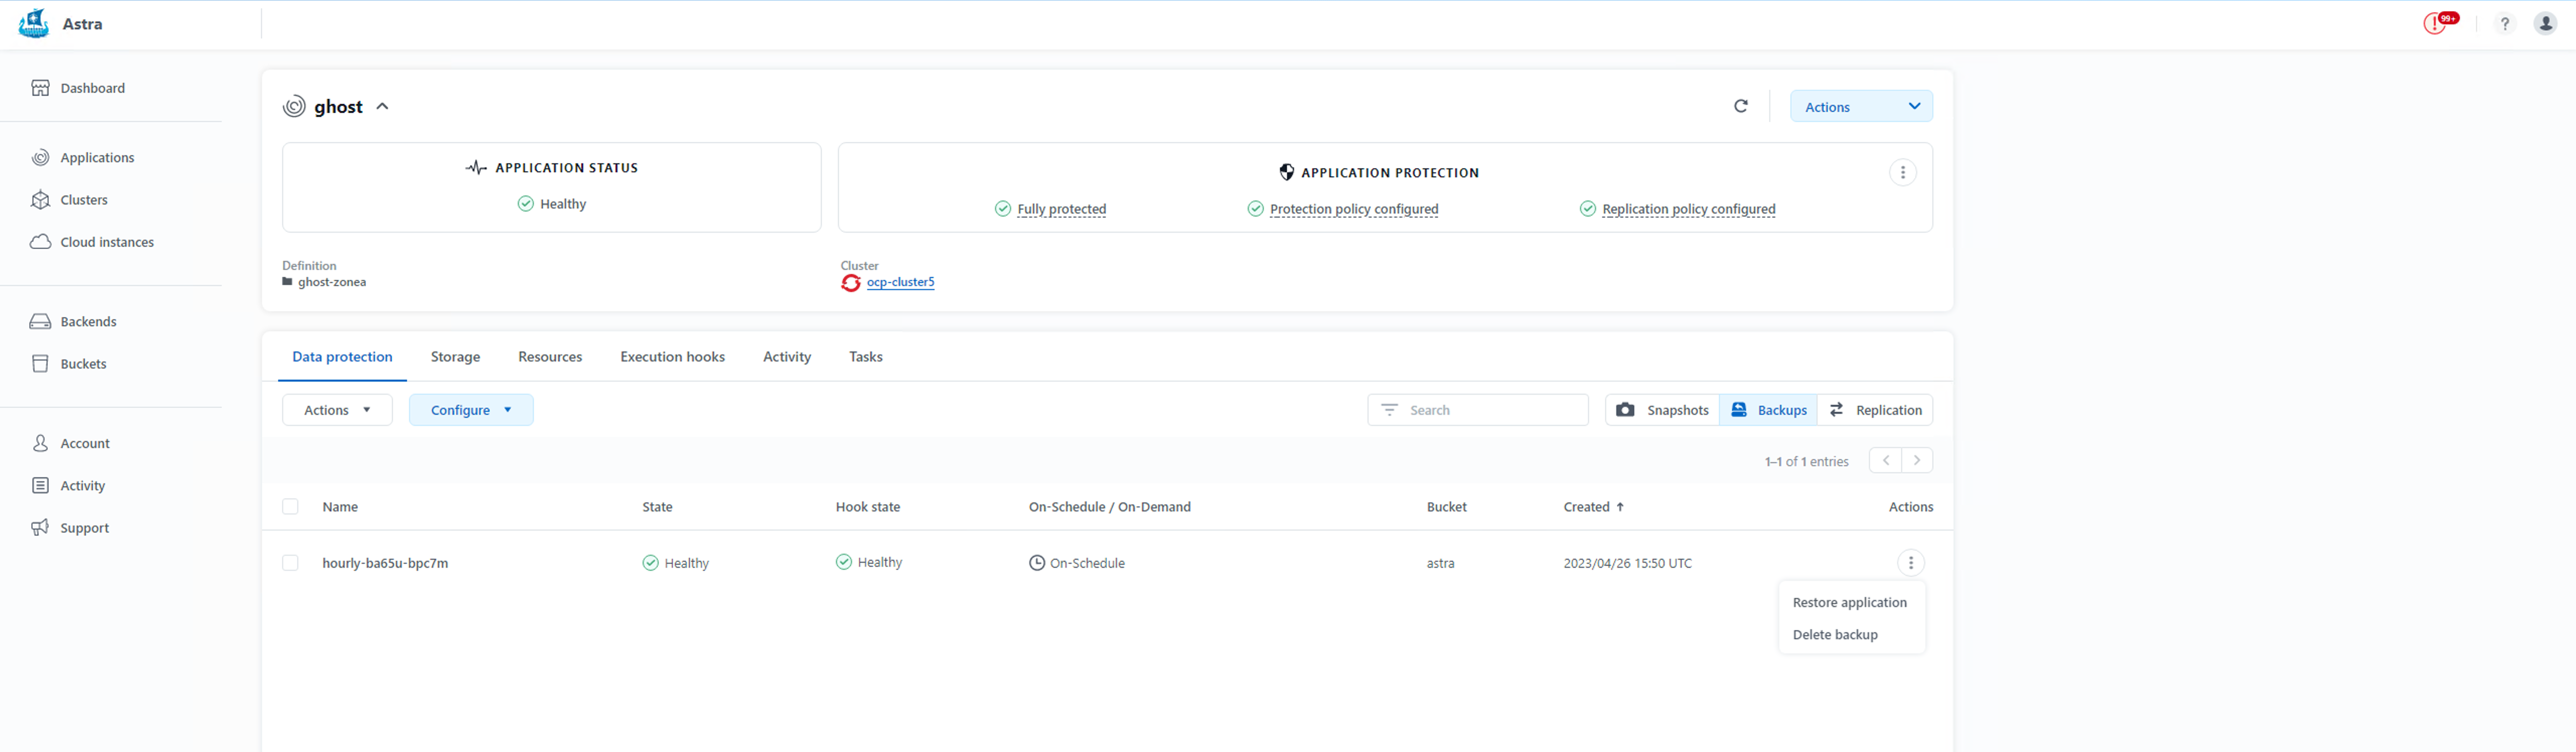 Astra
99+
?
Dashboard
Applications
Clusters
Cloud instances
Backends
Buckets
Account
Activity
Support
ghost
Actions
APPLICATION STATUS
Healthy
APPLICATION PROTECTION
Fully protected
Protection policy configured
Replication policy configured
Definition
ghost-zonea
Cluster
ocp-cluster5
Data protection Storage Resources Execution hooks Activity Tasks
Actions Configure Search Snapshots Backups Replication
1–1 of 1 entries
Name State Hook state On-Schedule / On-Demand Bucket Created Actions
hourly-ba65u-bpc7m Healthy Healthy On-Schedule astra 2023/04/26 15:50 UTC
Restore application
Delete backup